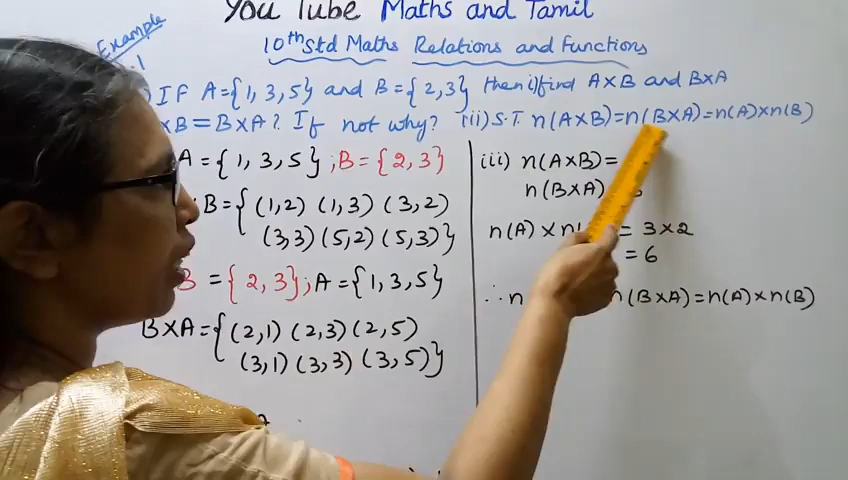 You Tube Maths and Tamil
Example
10th Std Maths Relations and Functions
.1
) IF A={1, 3, 5} and B={2, 3} then i) find A×B and B×A
×B = B×A? If not why? iii) S.T. n(A×B)=n(B×A)=n(A)×n(B)
A = {1, 3, 5} ; B = {2, 3}
B={ (1,2) (1,3) (3,2)
(3,3) (5,2) (5,3)}
B = {2, 3}; A={1, 3, 5}
B×A={ (2,1) (2,3) (2,5)
(3,1) (3,3) (3,5)}
iii) n(A×B)=
n(B×A)
n(A) × n = 3×2
= 6
∴ n n(B×A)=n(A)×n(B)